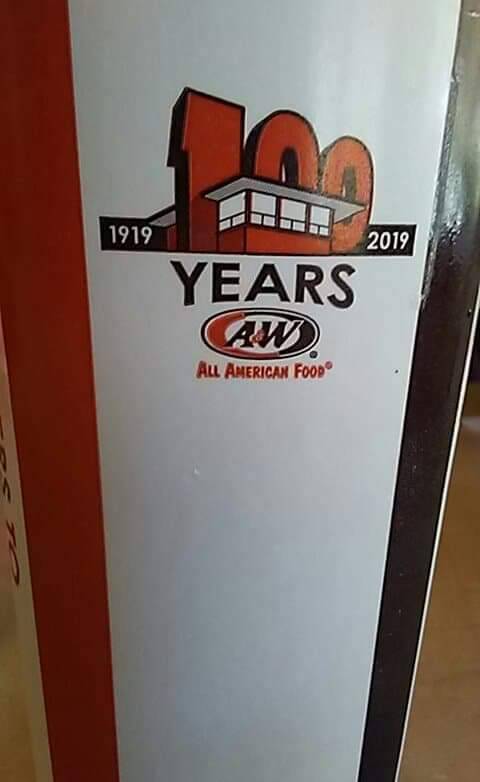 100
1919 2019
YEARS
A&W®
ALL AMERICAN FOOD®